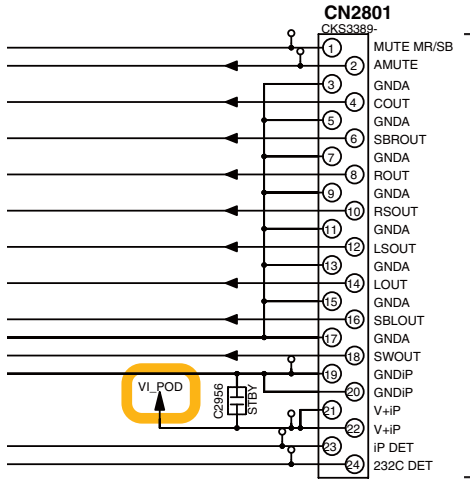 CN2801
CKS3389-
1 MUTE MR/SB
2 AMUTE
3 GNDA
4 COUT
5 GNDA
6 SBROUT
7 GNDA
8 ROUT
9 GNDA
10 RSOUT
11 GNDA
12 LSOUT
13 GNDA
14 LOUT
15 GNDA
16 SBLOUT
17 GNDA
18 SWOUT
19 GNDiP
20 GNDiP
21 V+iP
22 V+iP
23 iP DET
24 232C DET
VI_POD
C2956
STBY